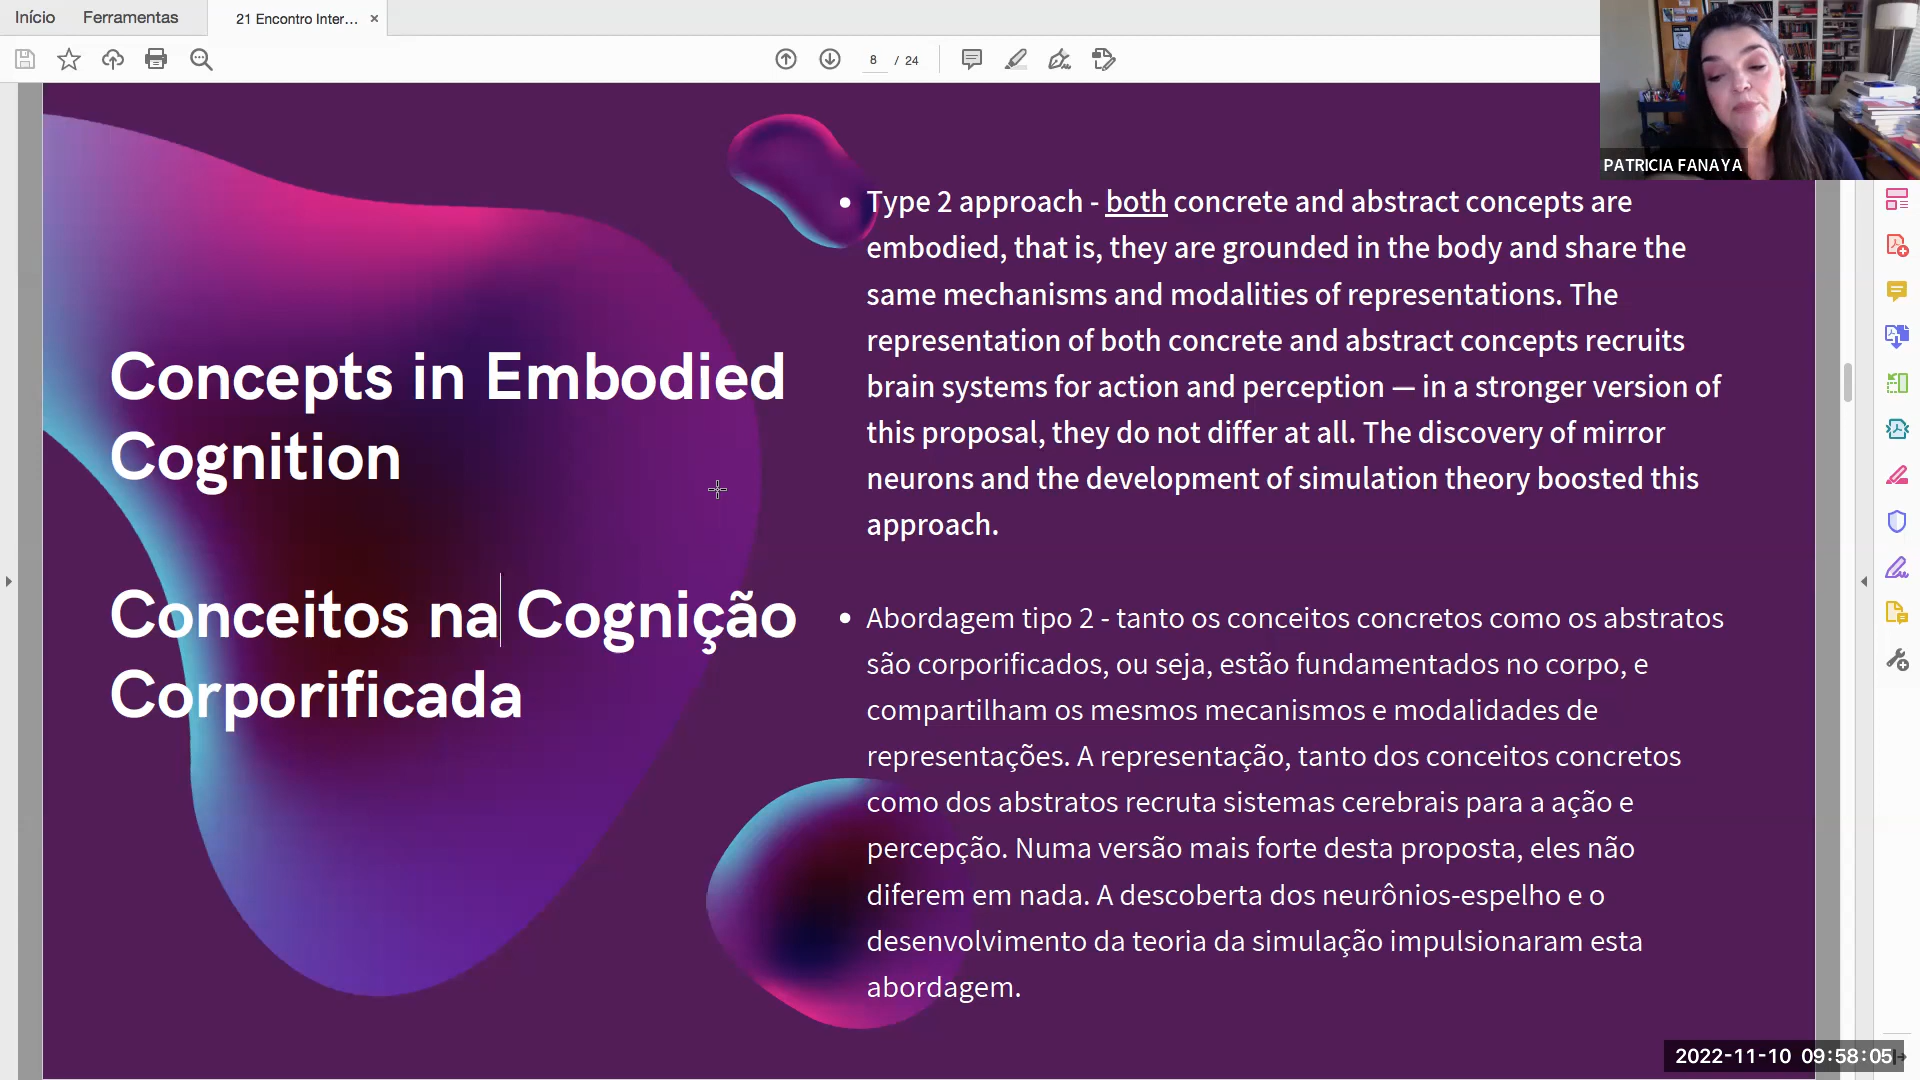 Início
Ferramentas
21 Encontro Inter...
8 / 24
PATRICIA FANAYA
Concepts in Embodied
Cognition
Conceitos na Cognição
Corporificada
Type 2 approach - both concrete and abstract concepts are
embodied, that is, they are grounded in the body and share the
same mechanisms and modalities of representations. The
representation of both concrete and abstract concepts recruits
brain systems for action and perception — in a stronger version of
this proposal, they do not differ at all. The discovery of mirror
neurons and the development of simulation theory boosted this
approach.
Abordagem tipo 2 - tanto os conceitos concretos como os abstratos
são corporificados, ou seja, estão fundamentados no corpo, e
compartilham os mesmos mecanismos e modalidades de
representações. A representação, tanto dos conceitos concretos
como dos abstratos recruta sistemas cerebrais para a ação e
percepção. Numa versão mais forte desta proposta, eles não
diferem em nada. A descoberta dos neurônios-espelho e o
desenvolvimento da teoria da simulação impulsionaram esta
abordagem.
2022-11-10 09:58:05